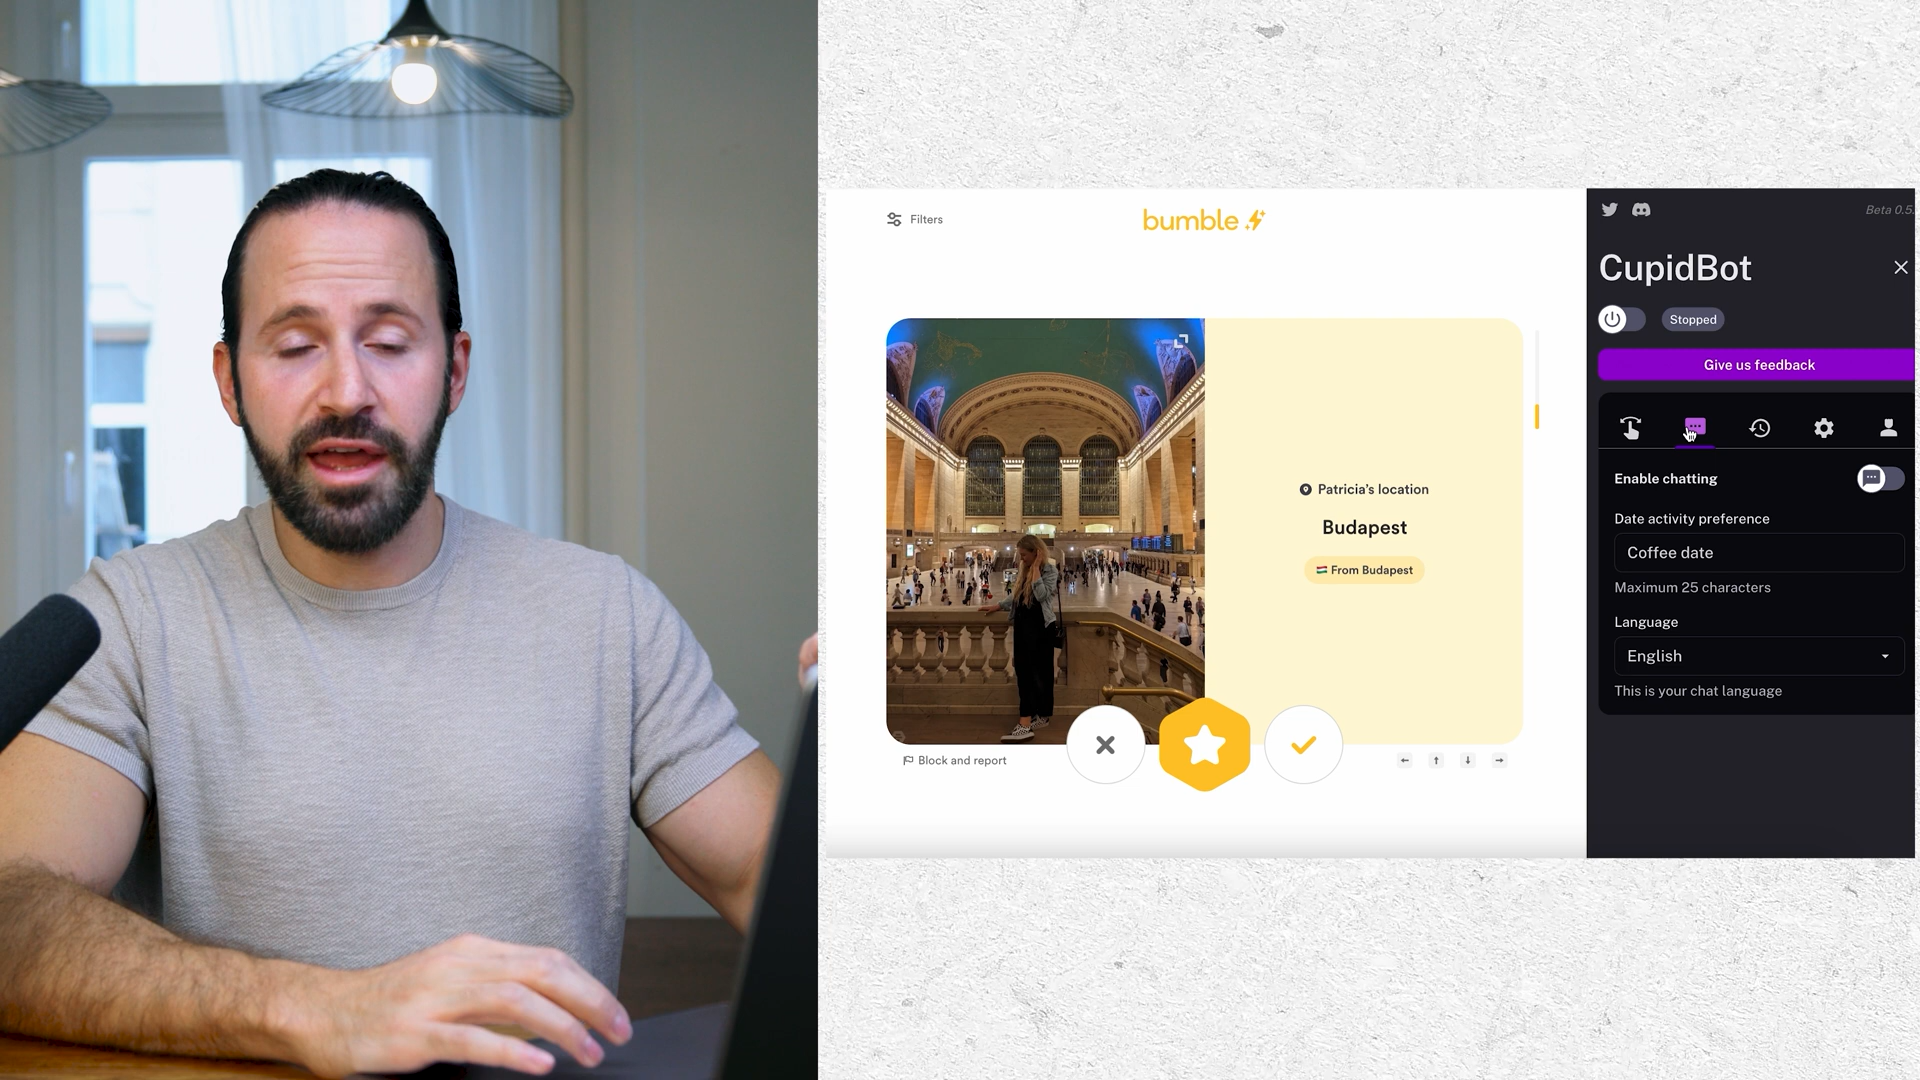 Filters
bumble
Patricia's location
Budapest
From Budapest
Block and report
Beta 0.5.
CupidBot
Stopped
Give us feedback
Enable chatting
Date activity preference
Coffee date
Maximum 25 characters
Language
English
This is your chat language